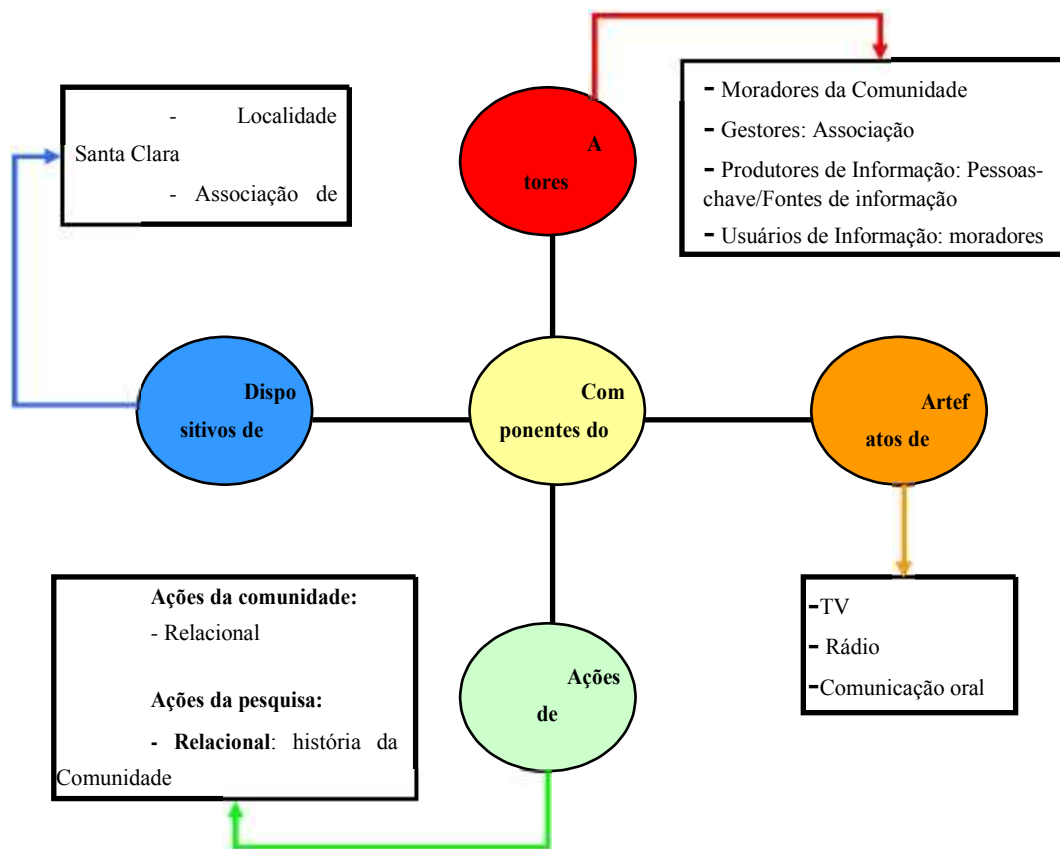 - Moradores da Comunidade
- Gestores: Associação
- Produtores de Informação: Pessoas-
chave/Fontes de informação
- Usuários de Informação: moradores
- Localidade
Santa Clara
- Associação de
A
tores
Dispo
sitivos de
Com
ponentes do
Artef
atos de
Ações da comunidade:
- Relacional
Ações da pesquisa:
- Relacional: história da
Comunidade
Ações
de
-TV
- Rádio
-Comunicação oral